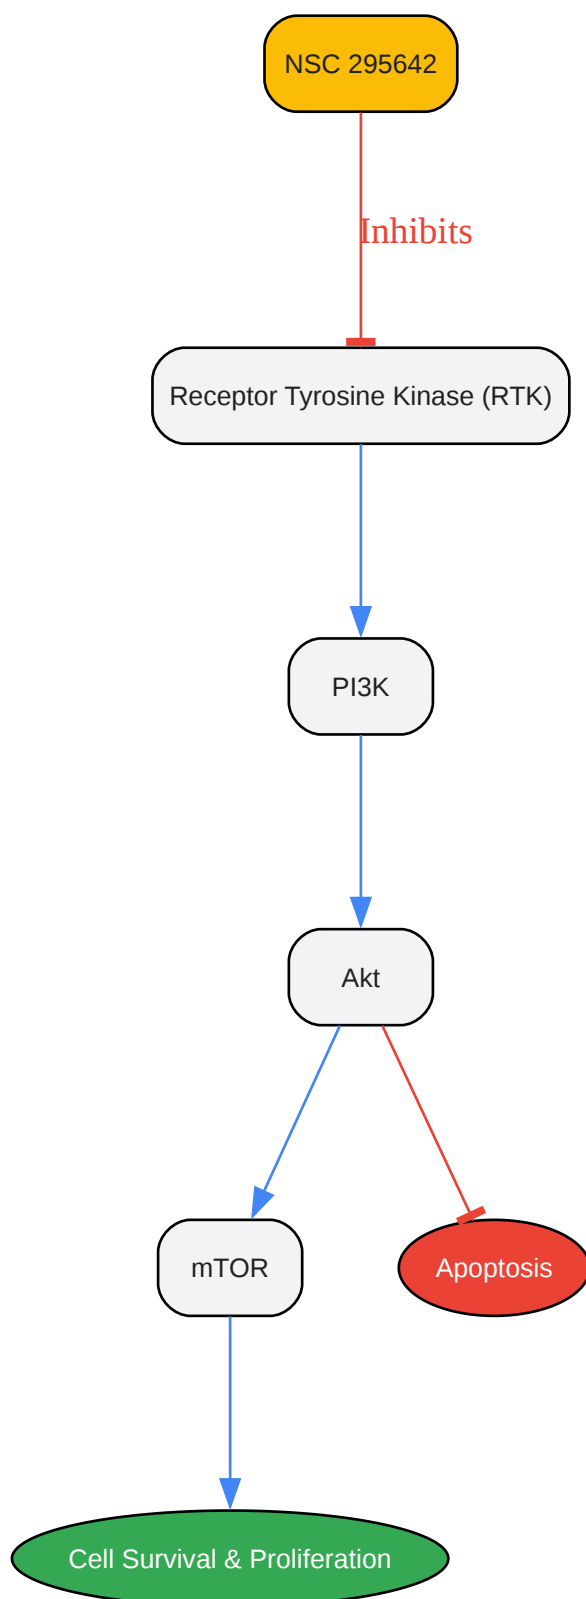 NSC 295642
Inhibits
Receptor Tyrosine Kinase (RTK)
PI3K
Akt
mTOR
Apoptosis
Cell Survival & Proliferation